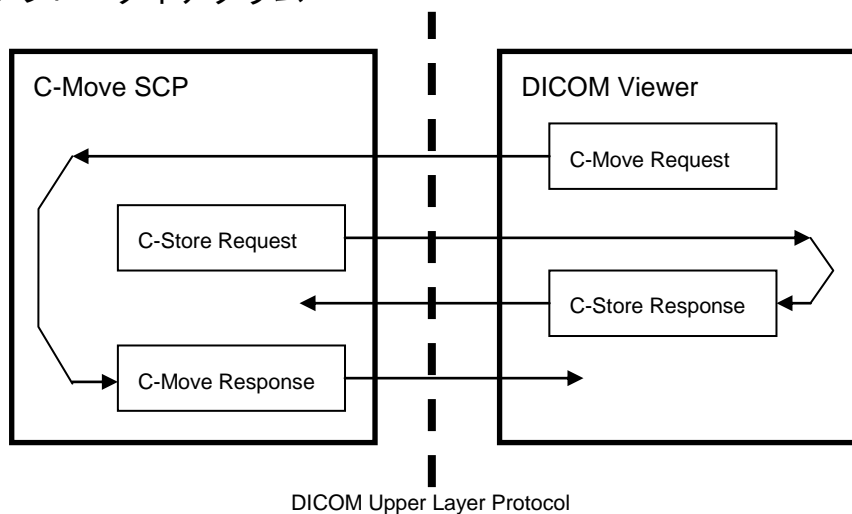 C-Move SCP
DICOM Viewer
C-Move Request
C-Store Request
C-Store Response
C-Move Response
DICOM Upper Layer Protocol